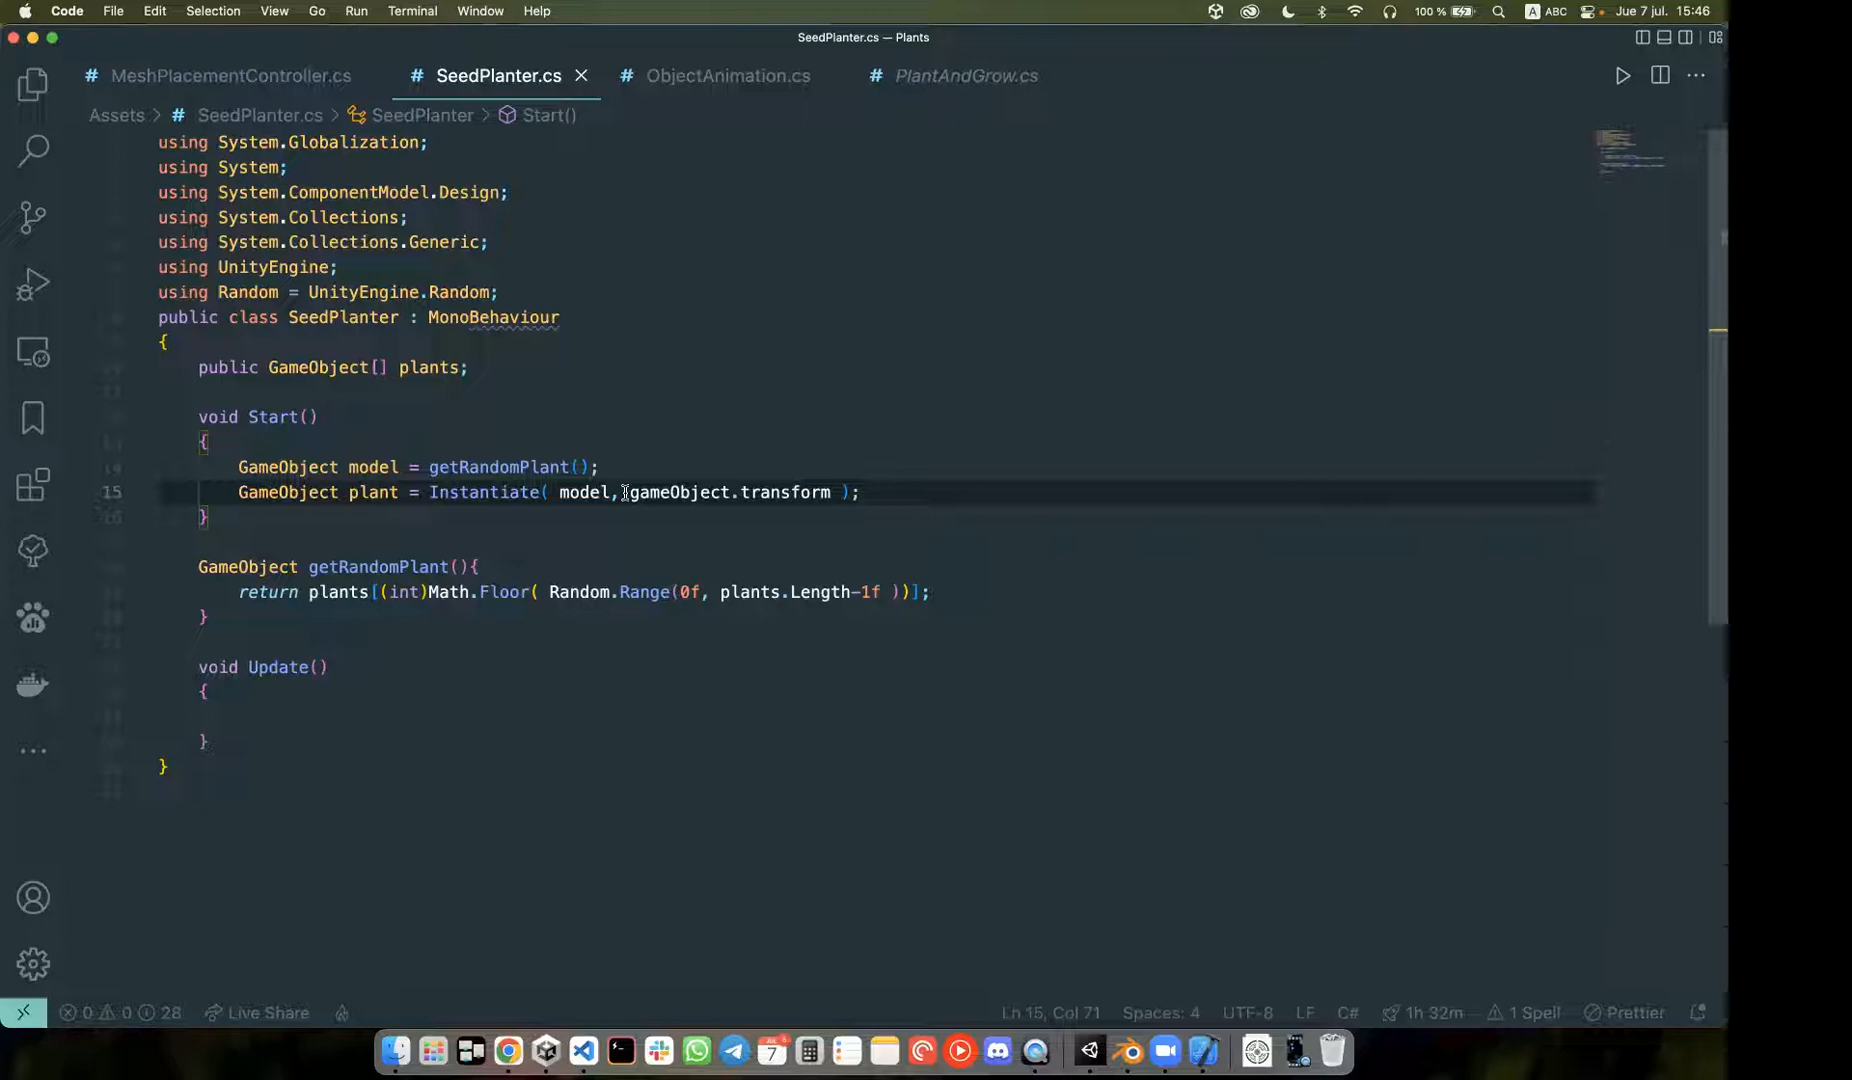 Code File Edit Selection View Go Run Terminal Window Help 100 % A ABC Jue 7 jul. 15:46
SeedPlanter.cs — Plants
# MeshPlacementController.cs # SeedPlanter.cs # ObjectAnimation.cs # PlantAndGrow.cs
Assets > # SeedPlanter.cs > SeedPlanter > Start()
using System.Globalization;
using System;
using System.ComponentModel.Design;
using System.Collections;
using System.Collections.Generic;
using UnityEngine;
using Random = UnityEngine.Random;
public class SeedPlanter : MonoBehaviour
{
public GameObject[] plants;
void Start()
{
GameObject model = getRandomPlant();
15 GameObject plant = Instantiate( model, gameObject.transform );
}
GameObject getRandomPlant(){
return plants[(int)Math.Floor( Random.Range(0f, plants.Length-1f ))];
}
void Update()
{
}
}
0 0 28 Live Share Ln 15, Col 71 Spaces: 4 UTF-8 LF C# 1h 32m 1 Spell Prettier